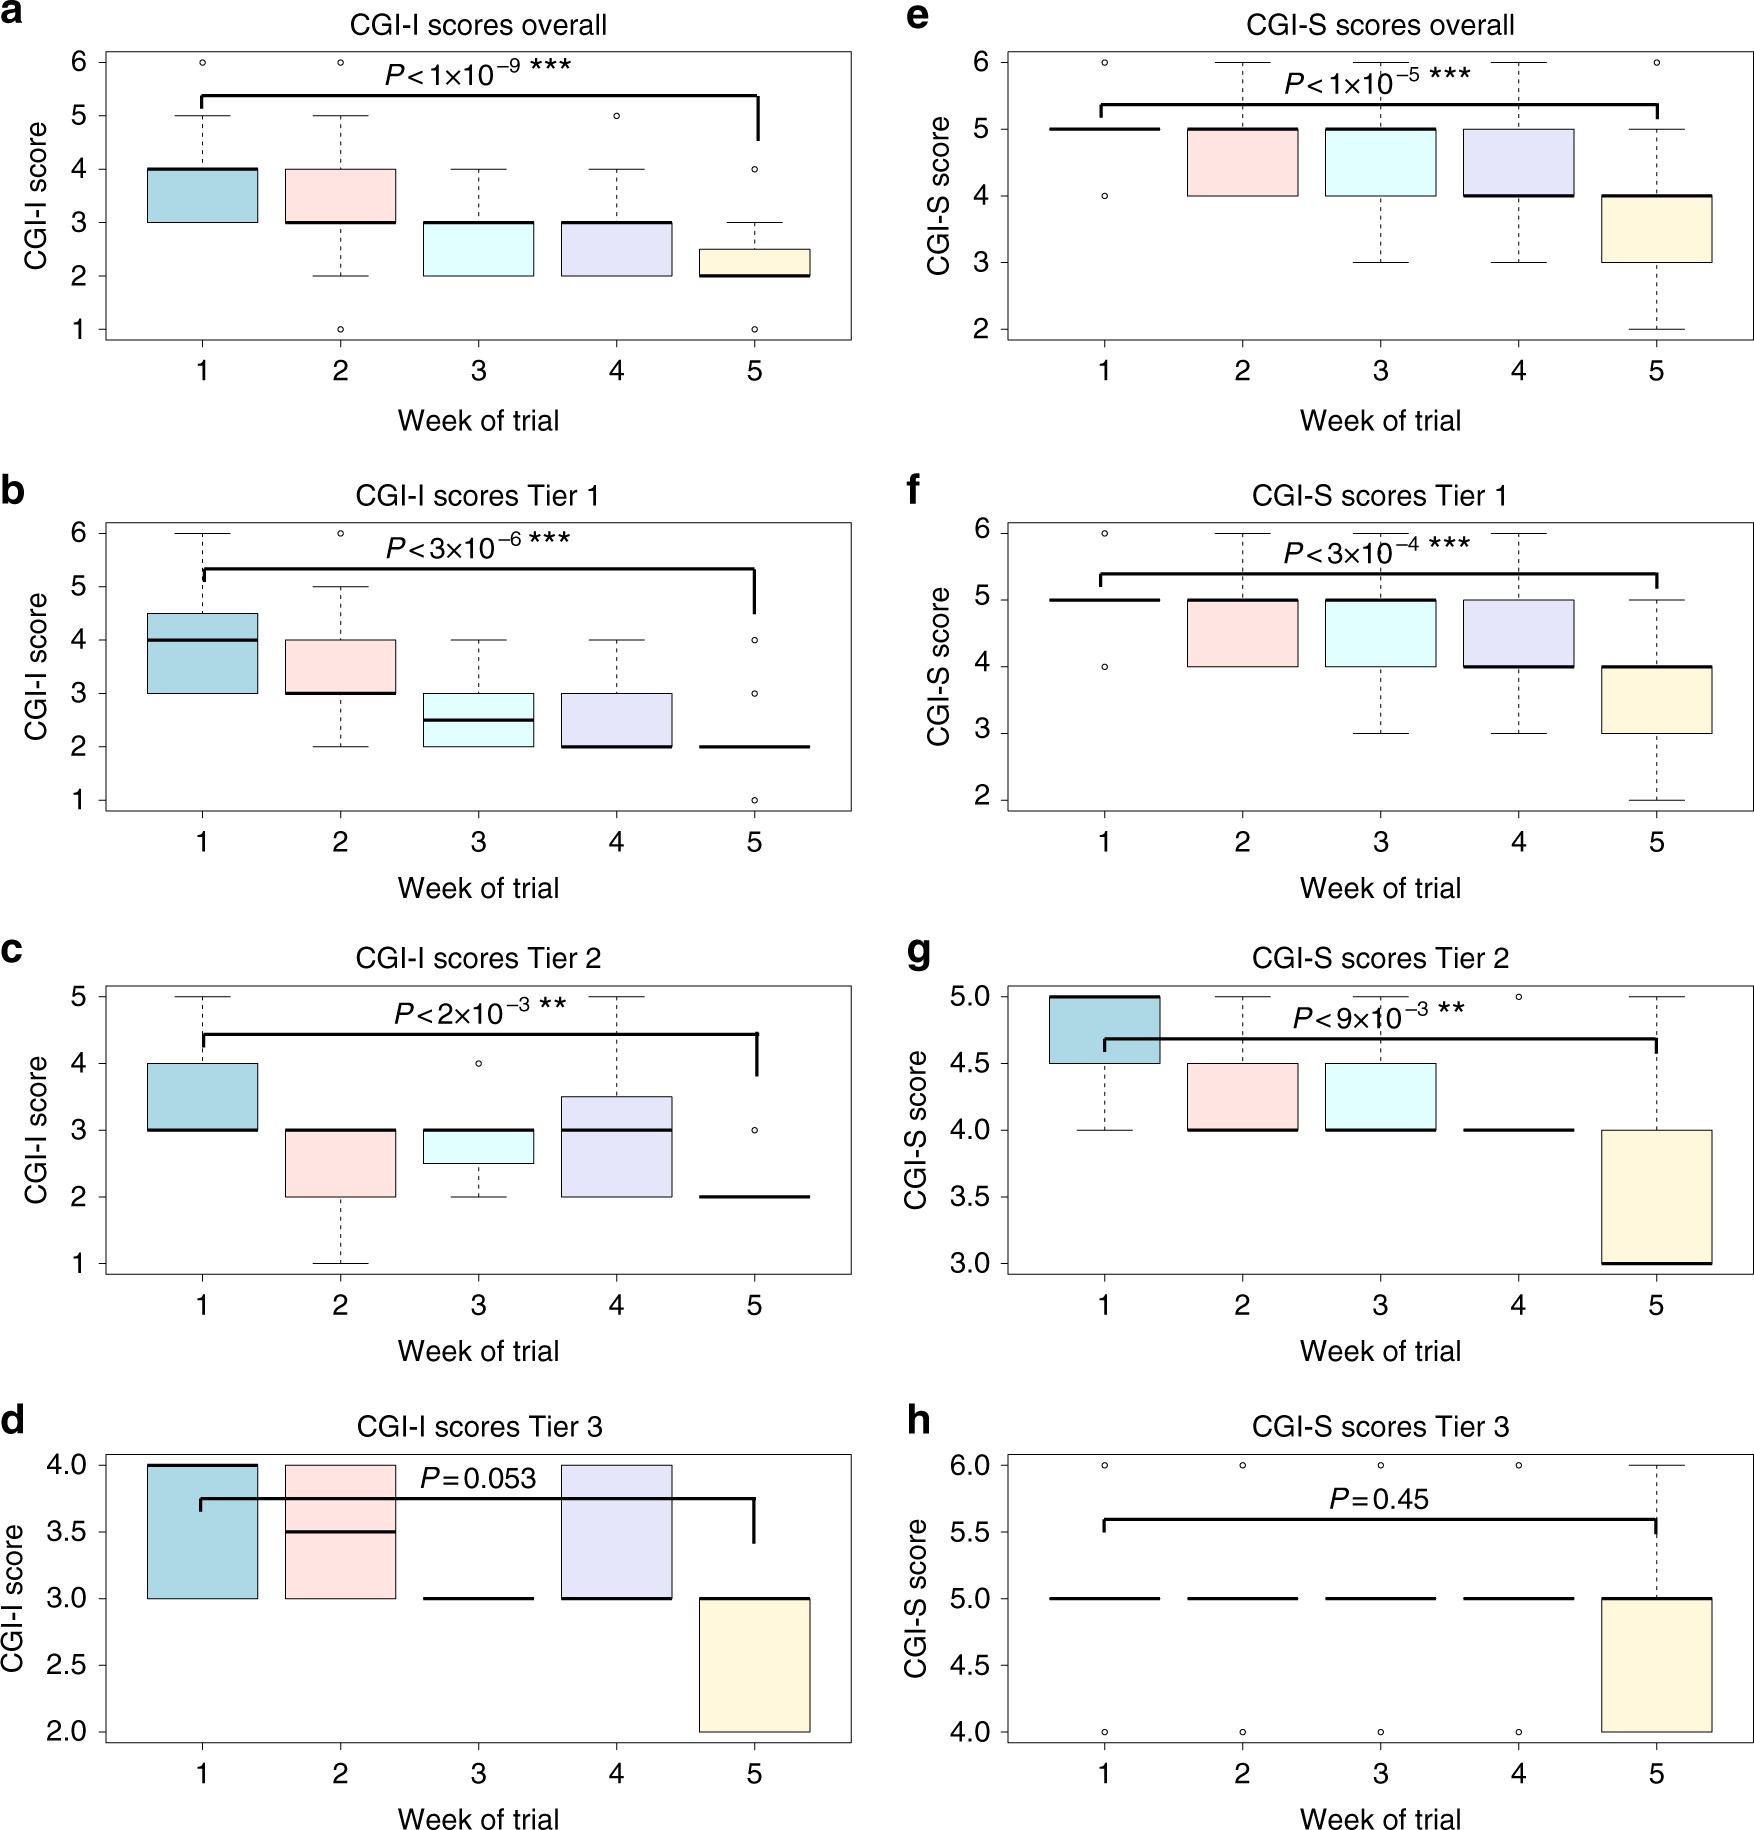 a
CGI-I scores overall
CGI-I score
6
5
4
3
2
1
P < 1×10⁻⁹ ***
1 2 3 4 5
Week of trial
b
CGI-I scores Tier 1
CGI-I score
6
5
4
3
2
1
P < 3×10⁻⁶ ***
1 2 3 4 5
Week of trial
c
CGI-I scores Tier 2
CGI-I score
5
4
3
2
1
P < 2×10⁻³ **
1 2 3 4 5
Week of trial
d
CGI-I scores Tier 3
CGI-I score
4.0
3.5
3.0
2.5
2.0
P = 0.053
1 2 3 4 5
Week of trial
e
CGI-S scores overall
CGI-S score
6
5
4
3
2
P < 1×10⁻⁵ ***
1 2 3 4 5
Week of trial
f
CGI-S scores Tier 1
CGI-S score
6
5
4
3
2
P < 3×10⁻⁴ ***
1 2 3 4 5
Week of trial
g
CGI-S scores Tier 2
CGI-S score
5.0
4.5
4.0
3.5
3.0
P < 9×10⁻³ **
1 2 3 4 5
Week of trial
h
CGI-S scores Tier 3
CGI-S score
6.0
5.5
5.0
4.5
4.0
P = 0.45
1 2 3 4 5
Week of trial